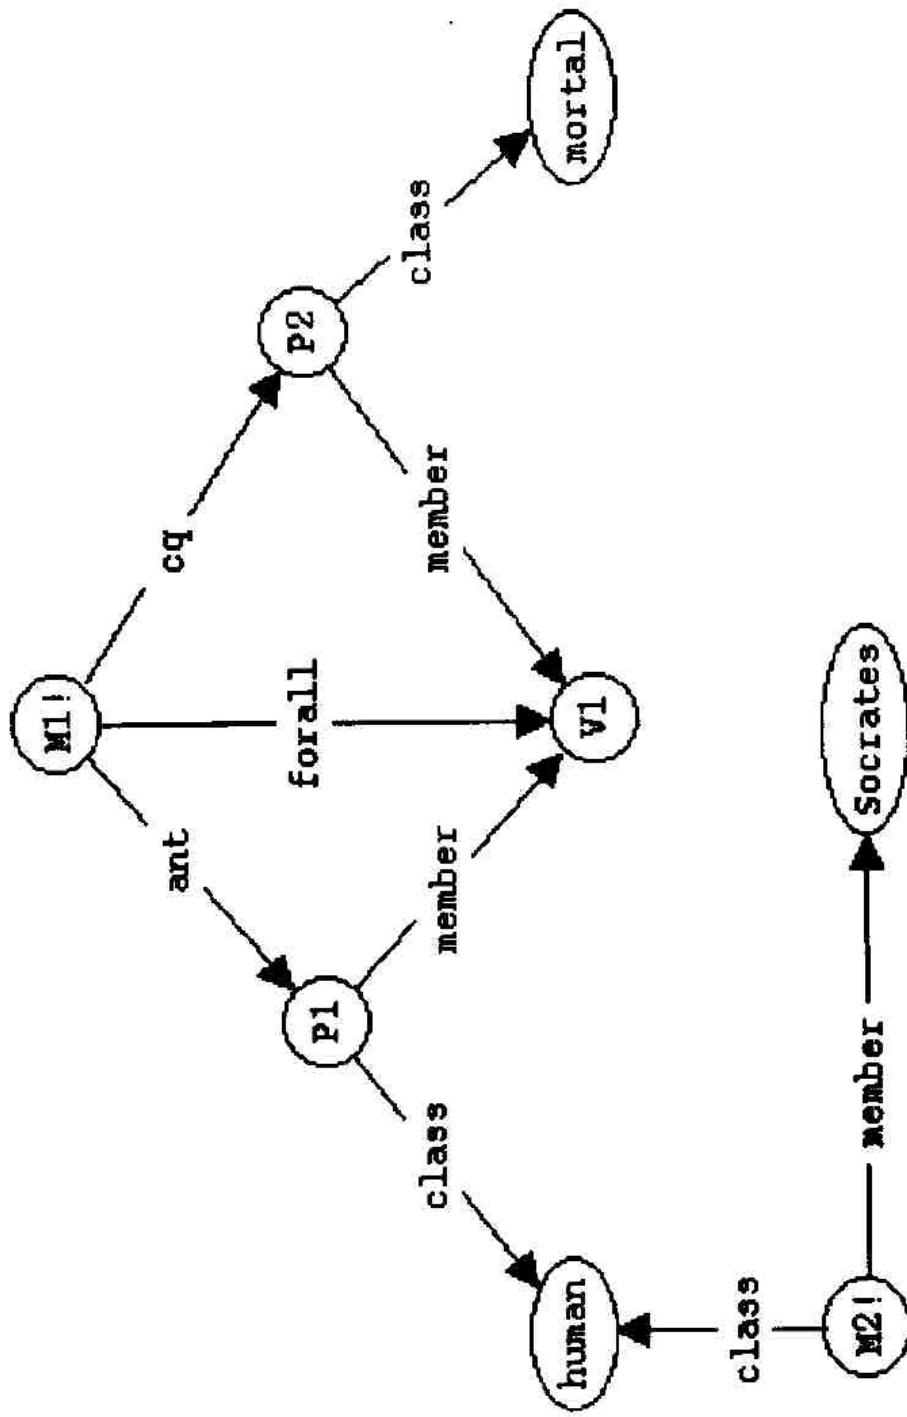 M1!
ant
cq
forall
P1
P2
class
member
member
class
human
V1
mortal
class
M2!
member
Socrates